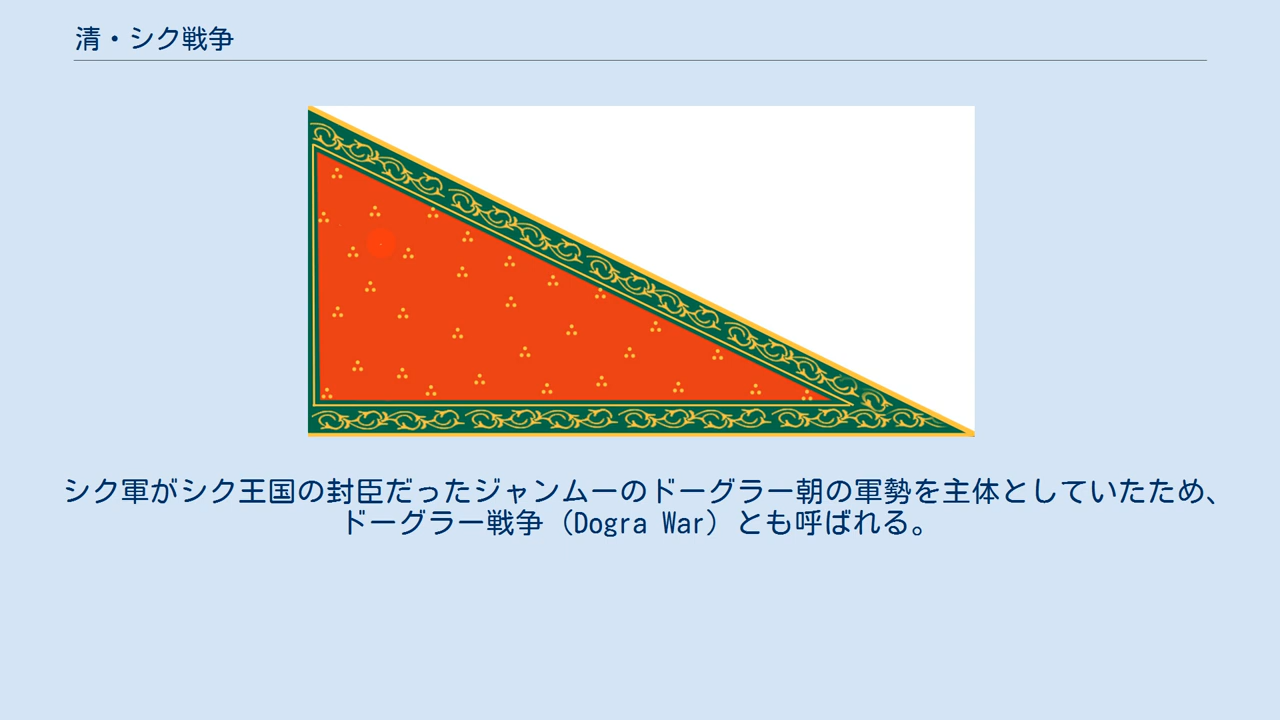 清・シク戦争
シク軍がシク王国の封臣だったジャンムーのドーグラー朝の軍勢を主体としていたため、
ドーグラー戦争（Dogra War）とも呼ばれる。